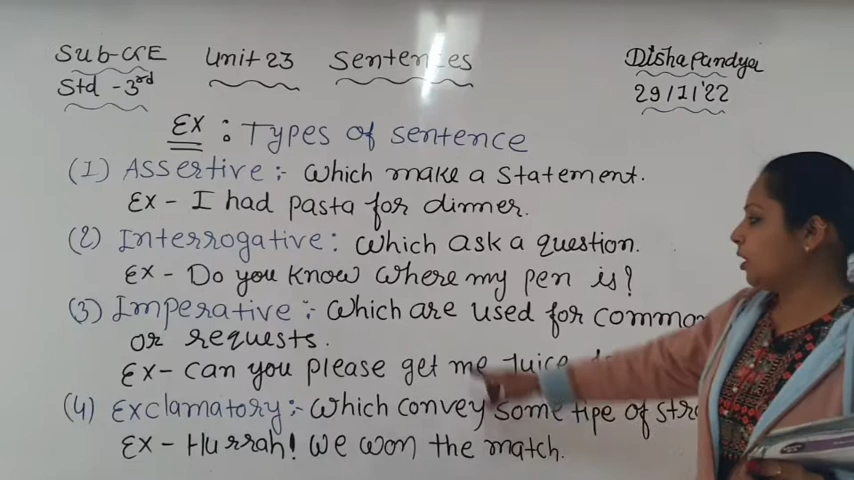 Sub-CRE Unit 23 Sentences Disha Pandya
Std - 3rd 29/11/'22
Ex : Types of sentence
(1) Assertive :- Which make a statement.
Ex - I had pasta for dinner.
(2) Interrogative : Which ask a question.
Ex - Do you know where my pen is?
(3) Imperative :- Which are used for comman
or requests.
Ex - Can you please get me Juice
(4) Exclamatory :- Which convey some tipe of str
Ex - Hurrah! We won the match.